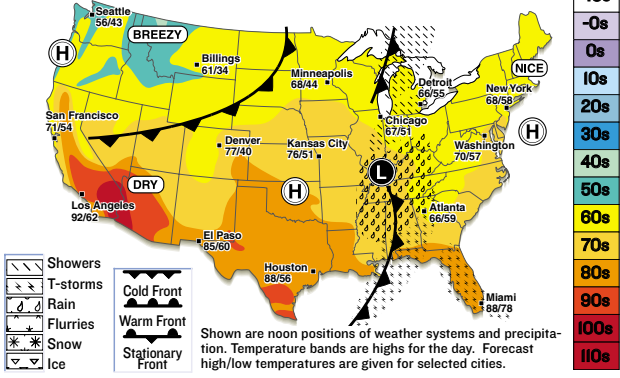 Seattle
56/43
BREEZY
H
Billings
61/34
Minneapolis
68/44
Detroit
66/55
NICE
New York
68/58
San Francisco
71/54
Chicago
67/51
H
Denver
77/40
Kansas City
76/51
Washington
70/57
L
DRY
H
Los Angeles
92/62
Atlanta
66/59
El Paso
85/60
Houston
88/56
Miami
88/78
Showers
T-storms
Rain
Flurries
Snow
Ice
Cold Front
Warm Front
Stationary
Front
Shown are noon positions of weather systems and precipita-
tion. Temperature bands are highs for the day. Forecast
high/low temperatures are given for selected cities.
-0s
0s
10s
20s
30s
40s
50s
60s
70s
80s
90s
100s
110s